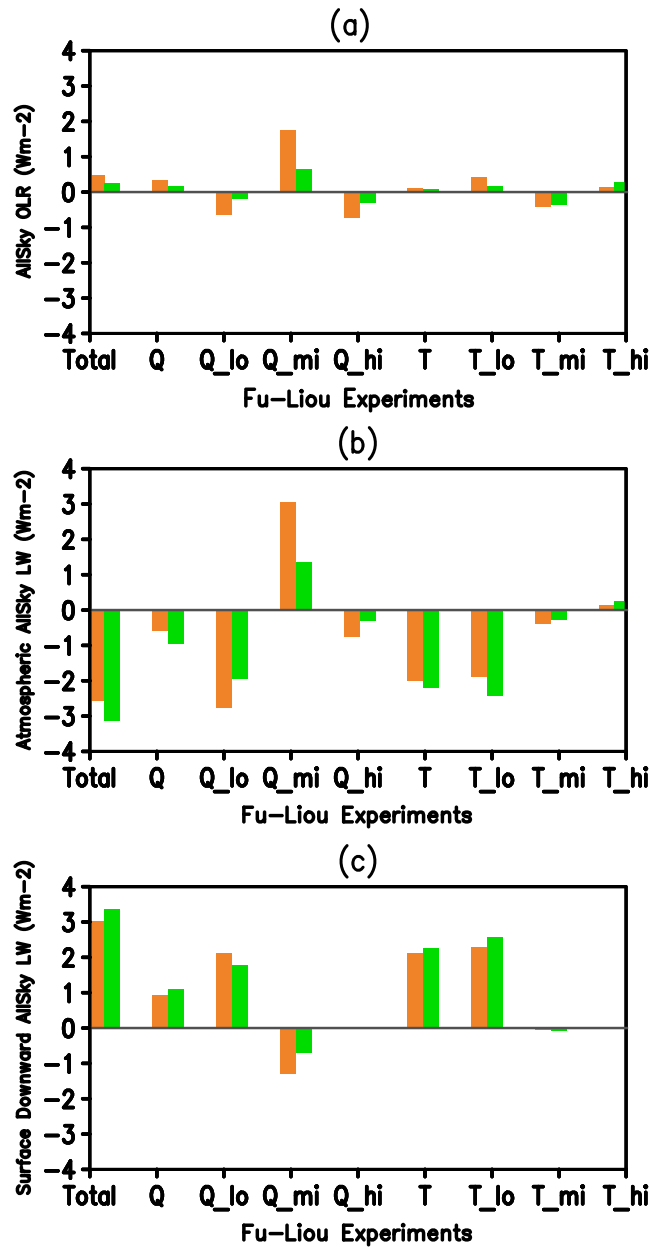 (a)
AllSky OLR (Wm-2)
4
3
2
1
0
-1
-2
-3
-4
Total Q Q_lo Q_mi Q_hi T T_lo T_mi T_hi
Fu-Liou Experiments
(b)
Atmospheric AllSky LW (Wm-2)
4
3
2
1
0
-1
-2
-3
-4
Total Q Q_lo Q_mi Q_hi T T_lo T_mi T_hi
Fu-Liou Experiments
(c)
Surface Downward AllSky LW (Wm-2)
4
3
2
1
0
-1
-2
-3
-4
Total Q Q_lo Q_mi Q_hi T T_lo T_mi T_hi
Fu-Liou Experiments